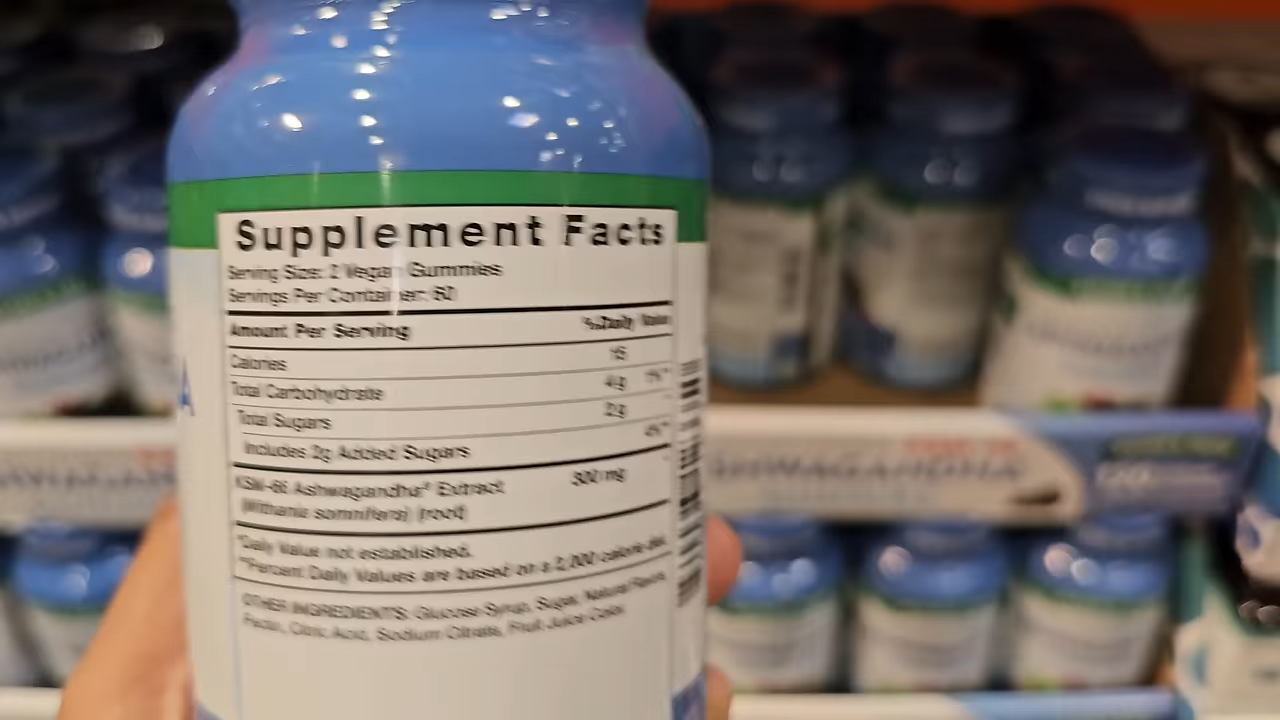 Supplement Facts
Serving Size: 2 Vegan Gummies
Servings Per Container: 60
Amount Per Serving %Daily Value
Calories 15
Total Carbohydrate 4g 1%**
Total Sugars 2g
Includes 2g Added Sugars 4%**
KSM-66 Ashwagandha* Extract 300 mg
(Withania somnifera) (root)
*Daily Value not established.
**Percent Daily Values are based on a 2,000 calorie diet.
OTHER INGREDIENTS: Glucose Syrup, Sugar, Natural Flavors,
Pectin, Citric Acid, Sodium Citrate, Fruit Juice Color.
A
ASHWAGANDHA